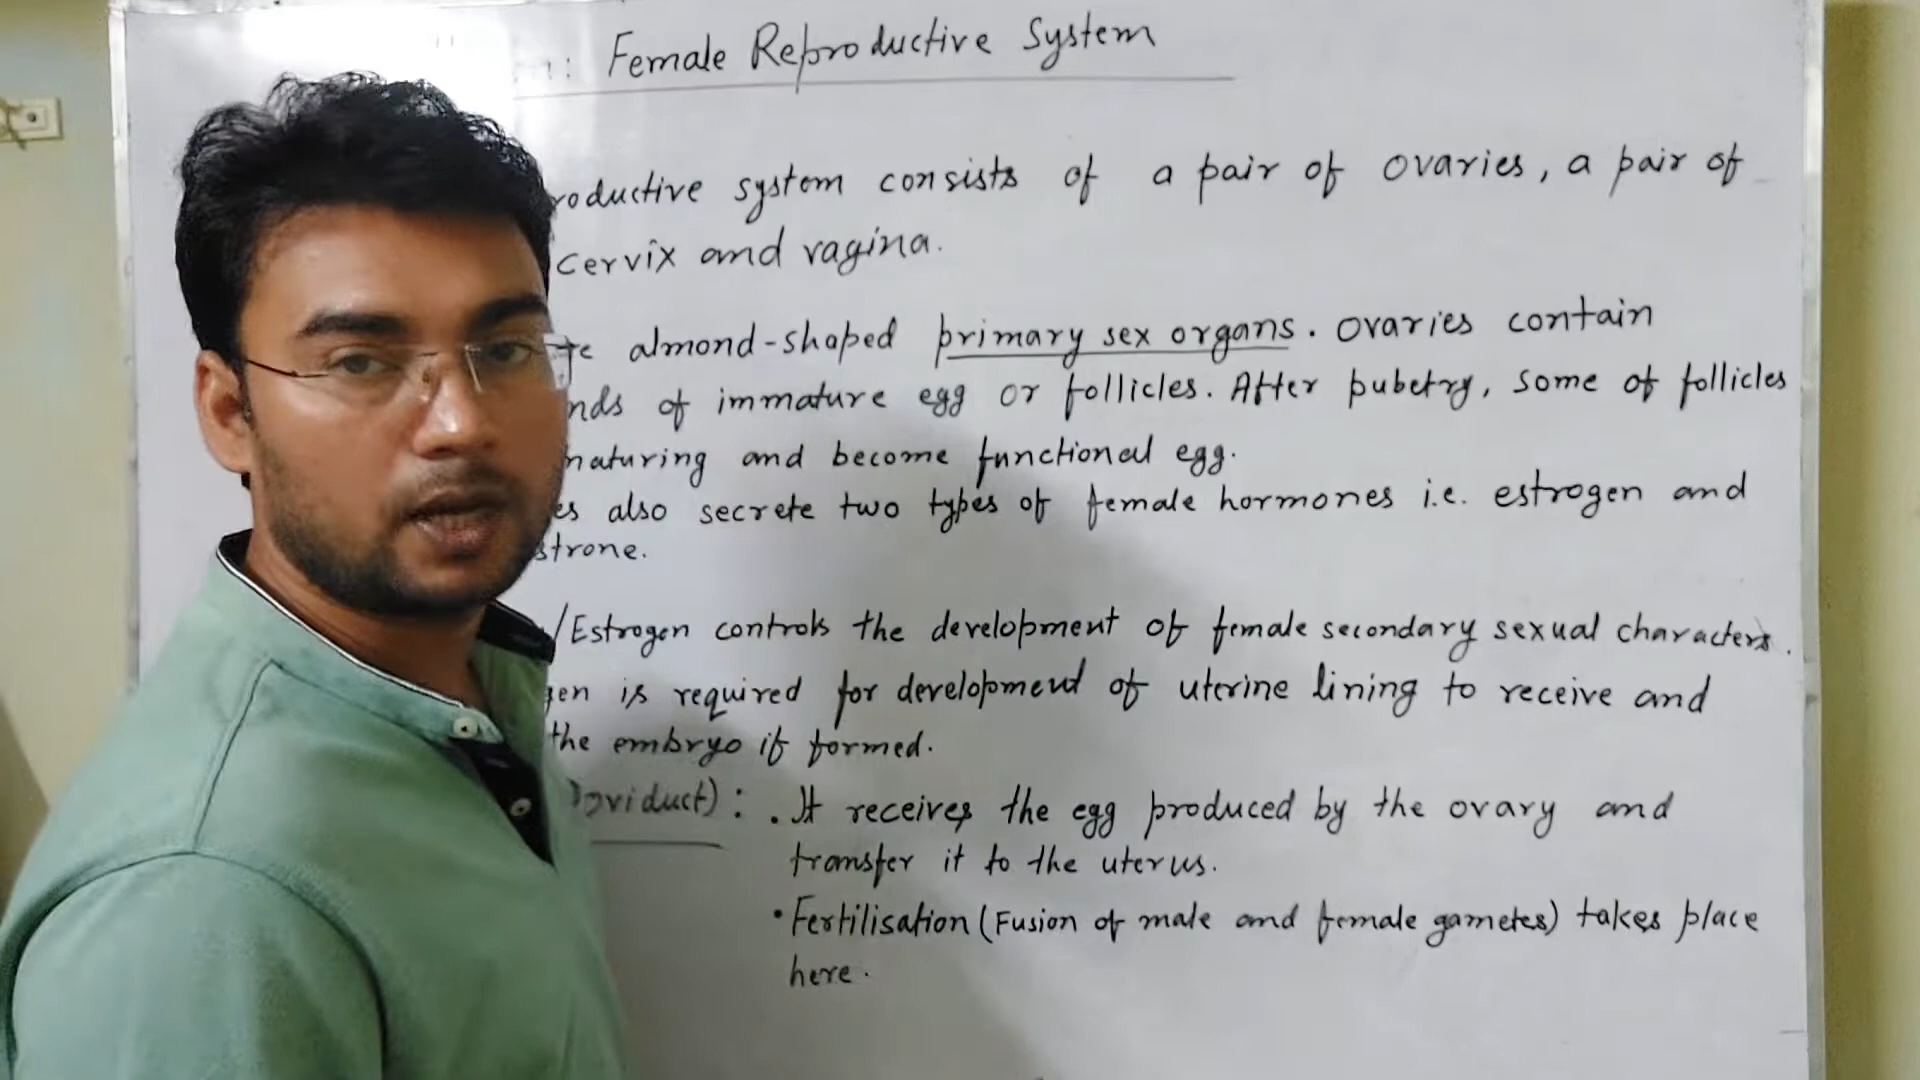 : Female Reproductive System
roductive system consists of a pair of ovaries, a pair of
cervix and vagina.
almond-shaped primary sex organs. Ovaries contain
nds of immature egg or follicles. After pubetry, some of follicles
maturing and become functional egg.
es also secrete two types of female hormones i.e. estrogen and
strone.
/Estrogen controls the development of female secondary sexual characters.
gen is required for development of uterine lining to receive and
the embryo if formed.
oviduct) : . It receives the egg produced by the ovary and
transfer it to the uterus.
• Fertilisation (Fusion of male and female gametes) takes place
here.